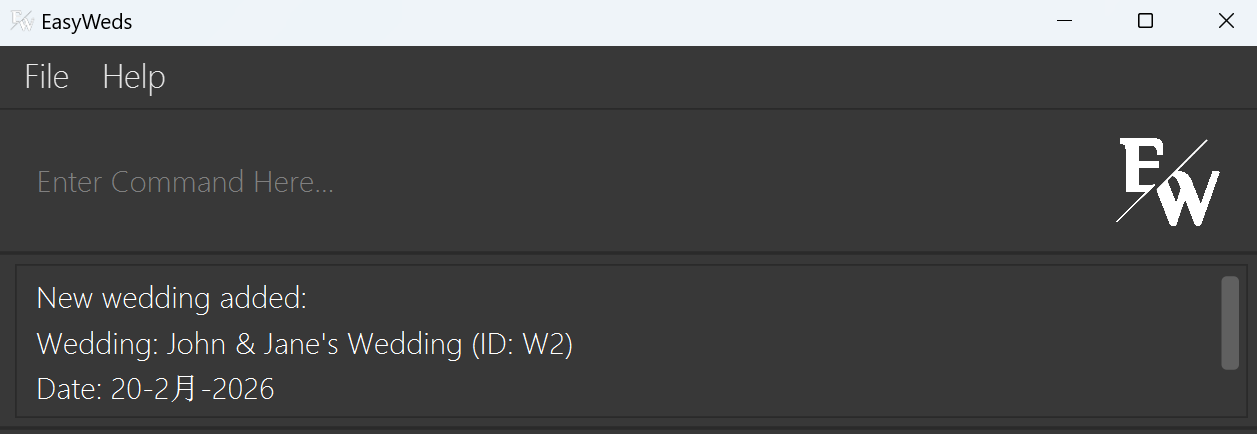 EasyWeds
File Help
Enter Command Here...
EW
New wedding added:
Wedding: John & Jane's Wedding (ID: W2)
Date: 20-2月-2026